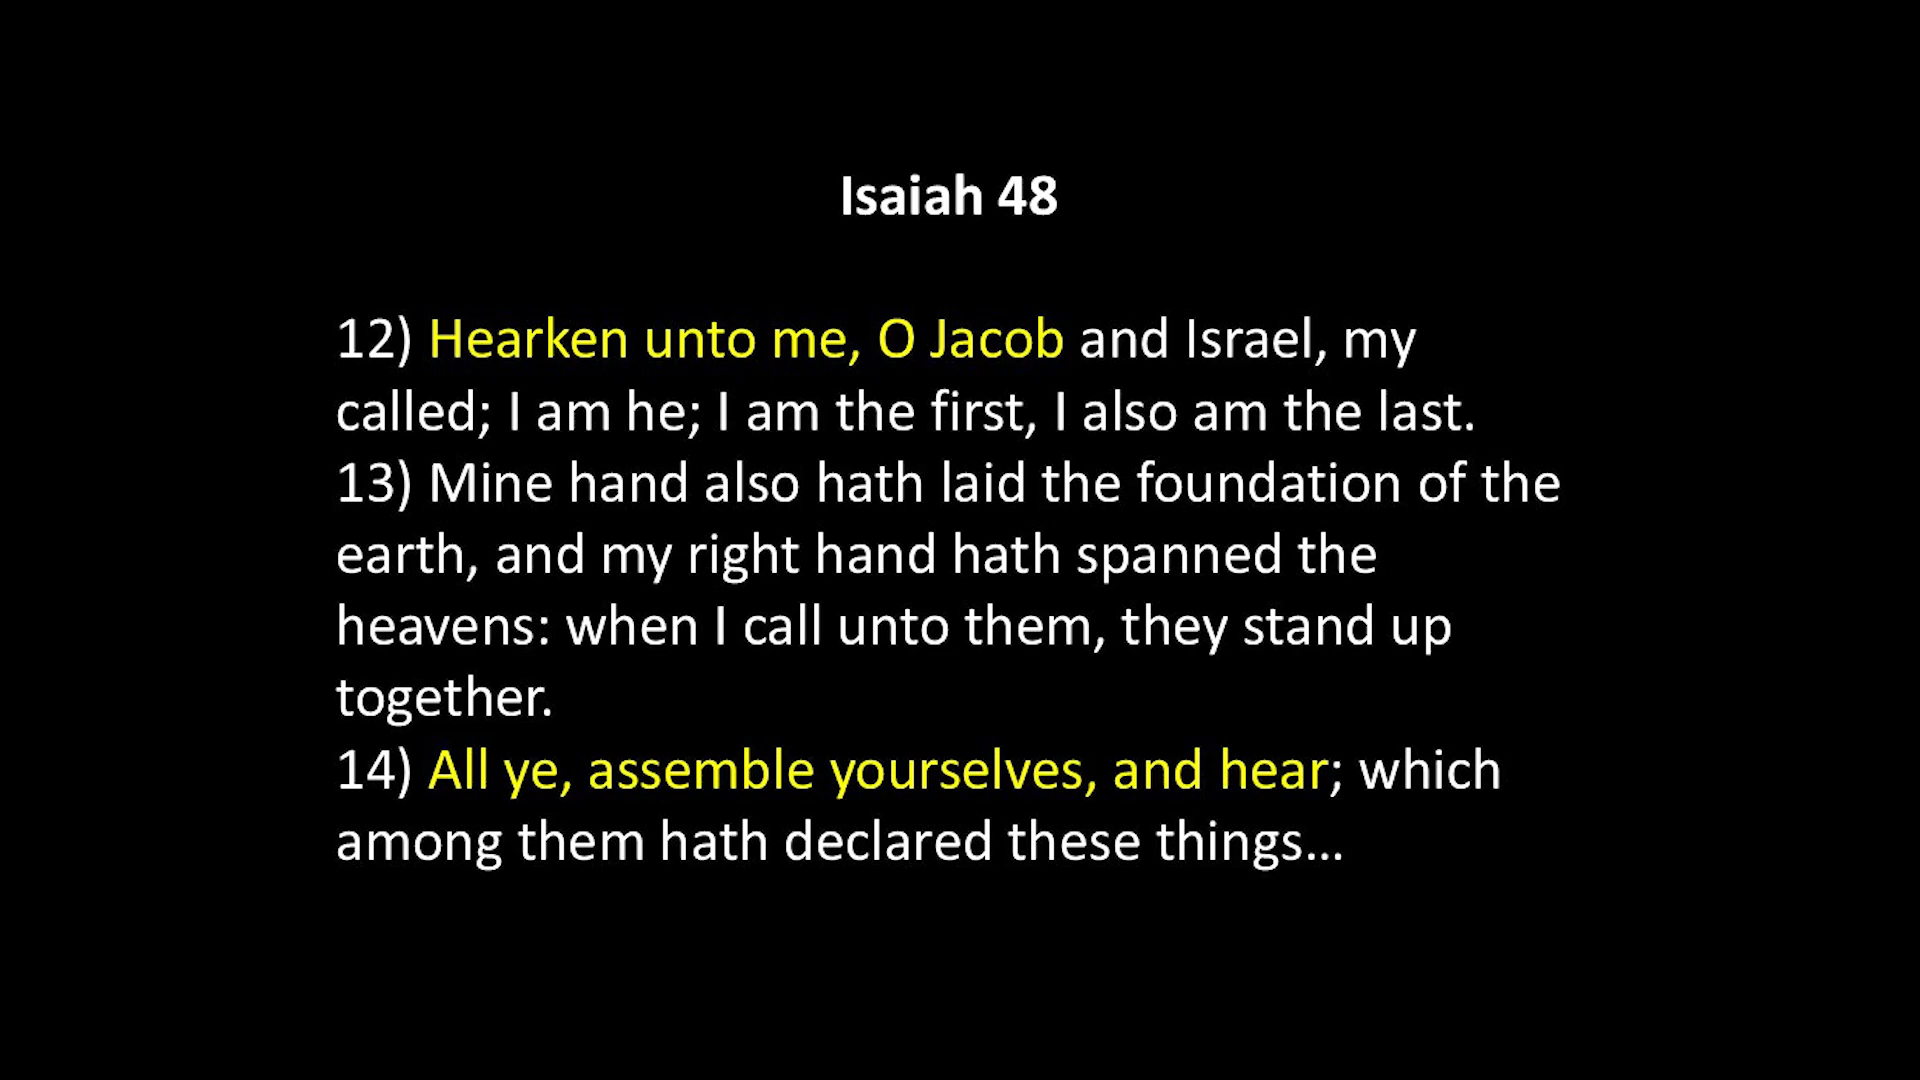 Isaiah 48
12) Hearken unto me, O Jacob and Israel, my
called; I am he; I am the first, I also am the last.
13) Mine hand also hath laid the foundation of the
earth, and my right hand hath spanned the
heavens: when I call unto them, they stand up
together.
14) All ye, assemble yourselves, and hear; which
among them hath declared these things…